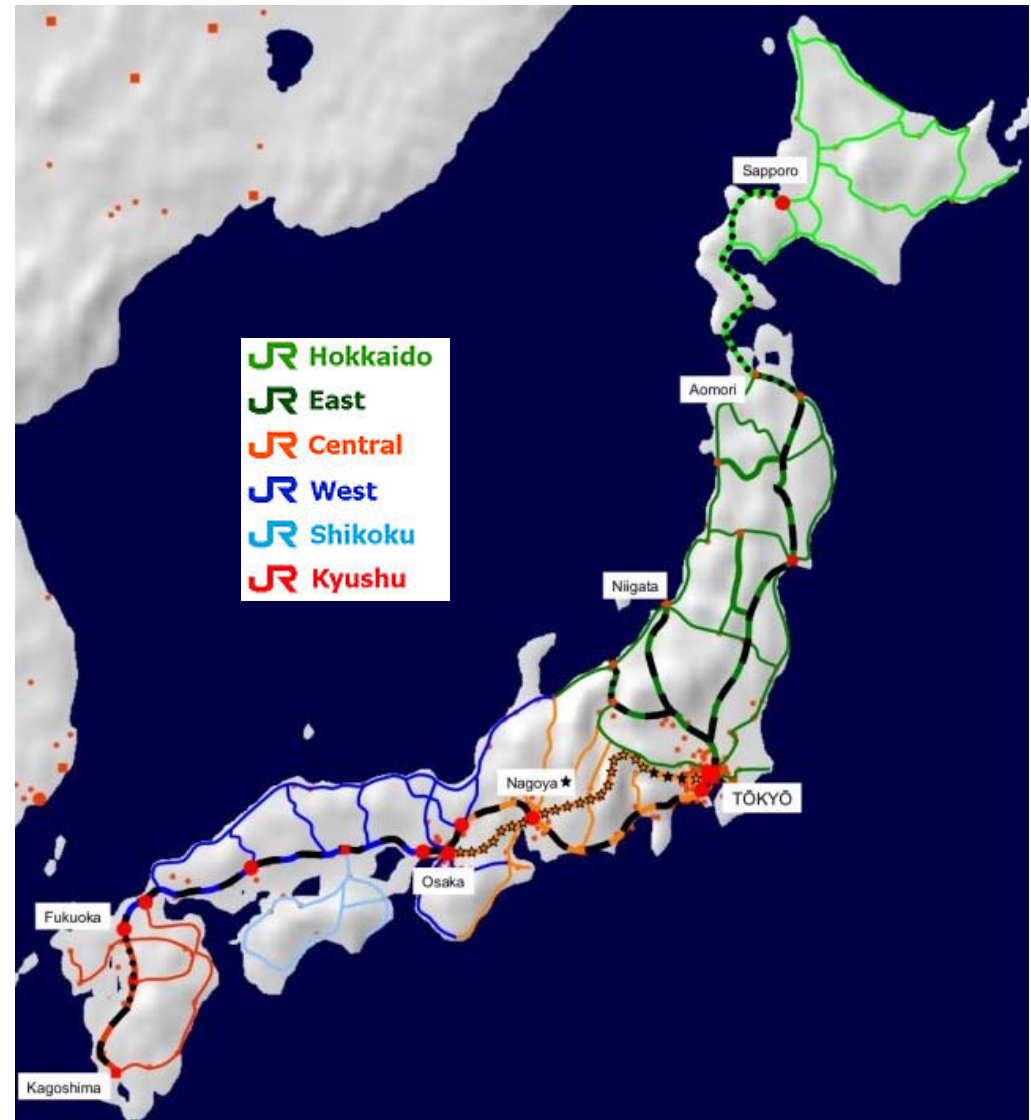 Sapporo
JR Hokkaido
JR East
JR Central
JR West
JR Shikoku
JR Kyushu
Aomori
Niigata
Nagoya★
TŌKYŌ
Osaka
Fukuoka
Kagoshima